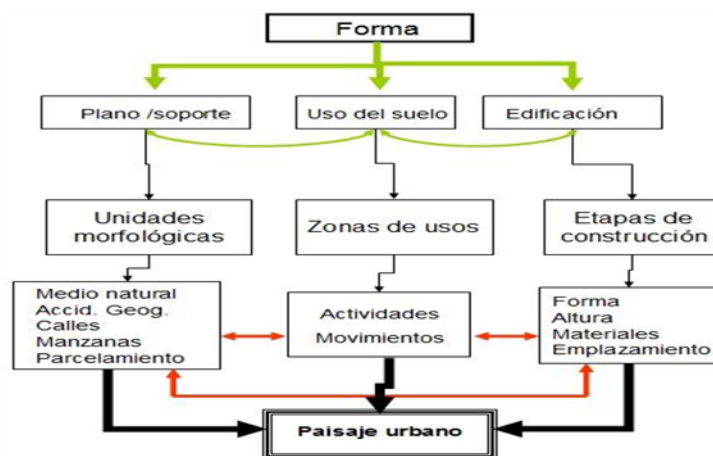 Forma
Plano /soporte
Uso del suelo
Edificación
Unidades
morfológicas
Zonas de usos
Etapas de
construcción
Medio natural
Accid. Geog.
Calles
Manzanas
Parcelamiento
Actividades
Movimientos
Forma
Altura
Materiales
Emplazamiento
Paisaje urbano